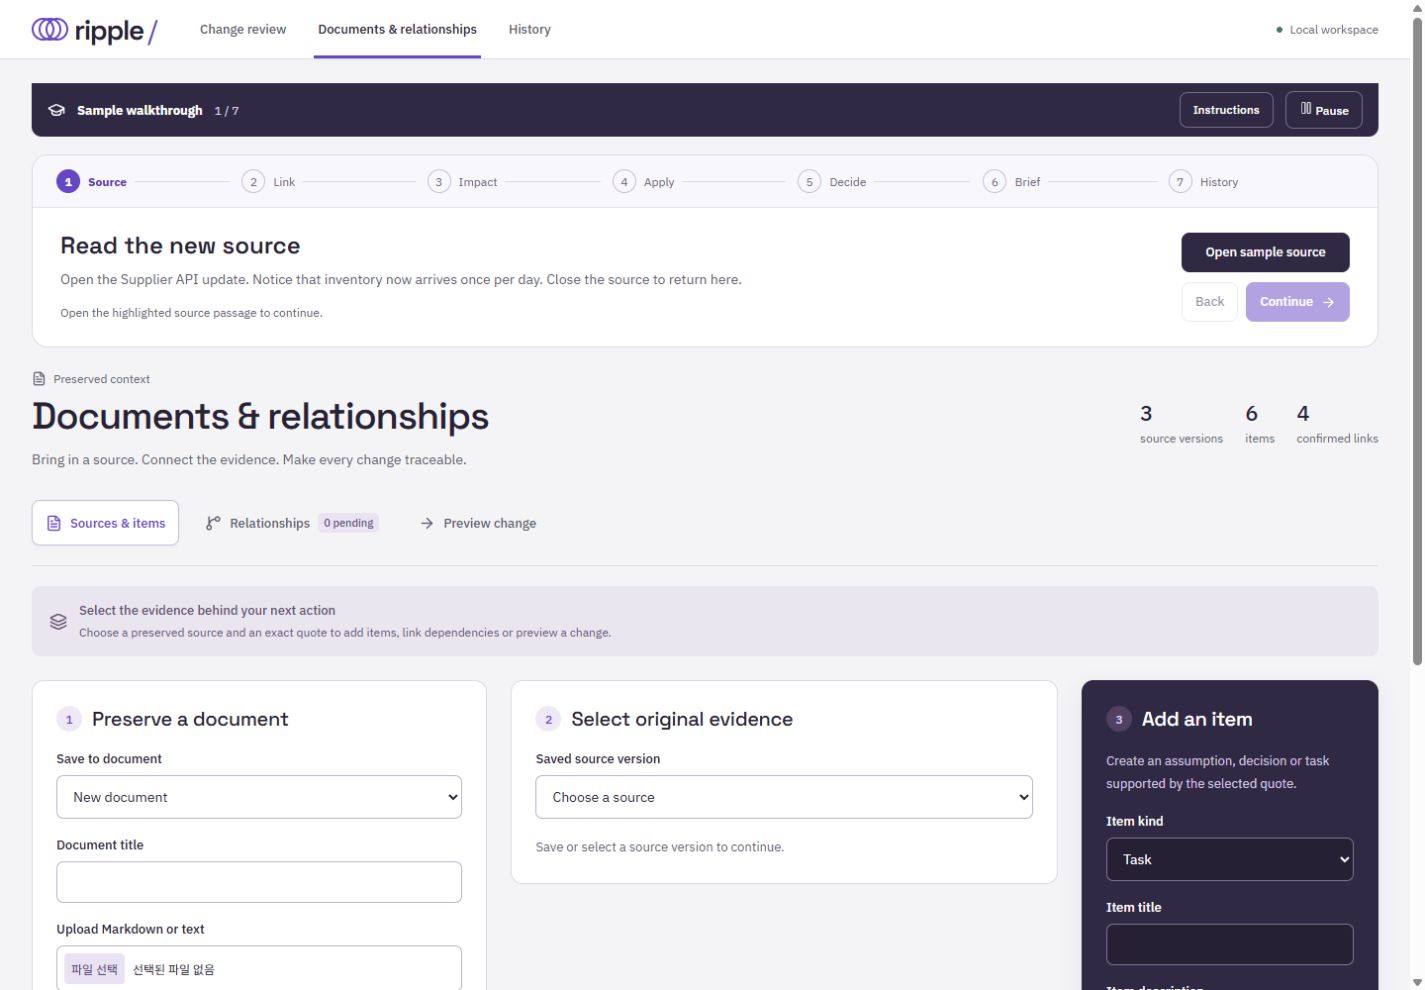 ripple/
Change review
Documents & relationships
History
Local workspace
Sample walkthrough 1 / 7
Instructions
Pause
1 Source
2 Link
3 Impact
4 Apply
5 Decide
6 Brief
7 History
Read the new source
Open the Supplier API update. Notice that inventory now arrives once per day. Close the source to return here.
Open the highlighted source passage to continue.
Open sample source
Back
Continue →
Preserved context
Documents & relationships
Bring in a source. Connect the evidence. Make every change traceable.
3 source versions
6 items
4 confirmed links
Sources & items
Relationships 0 pending
→ Preview change
Select the evidence behind your next action
Choose a preserved source and an exact quote to add items, link dependencies or preview a change.
1 Preserve a document
Save to document
New document
Document title
Upload Markdown or text
파일 선택 선택된 파일 없음
2 Select original evidence
Saved source version
Choose a source
Save or select a source version to continue.
3 Add an item
Create an assumption, decision or task
supported by the selected quote.
Item kind
Task
Item title
Item description